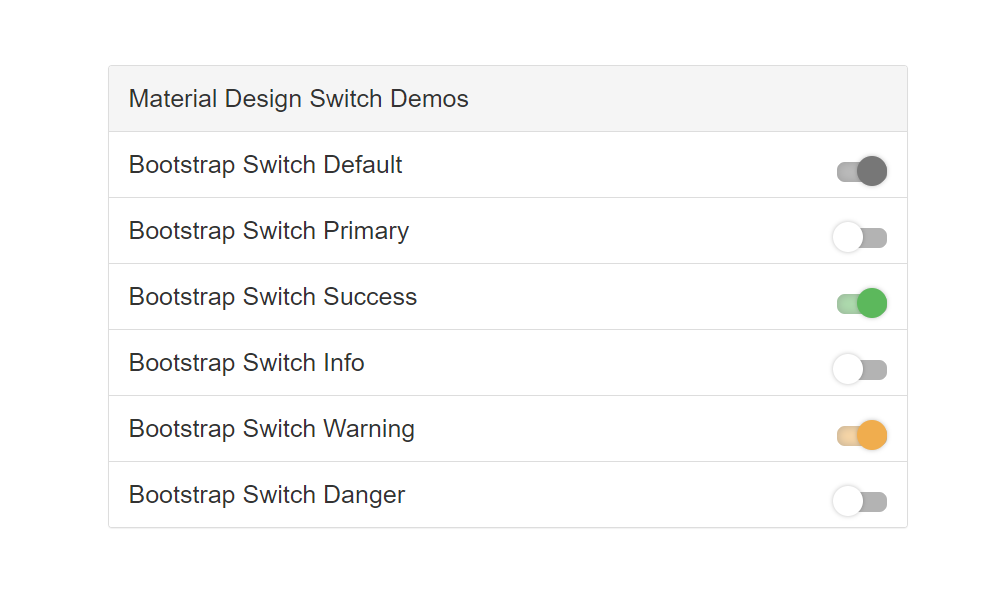 Material Design Switch Demos
Bootstrap Switch Default
Bootstrap Switch Primary
Bootstrap Switch Success
Bootstrap Switch Info
Bootstrap Switch Warning
Bootstrap Switch Danger